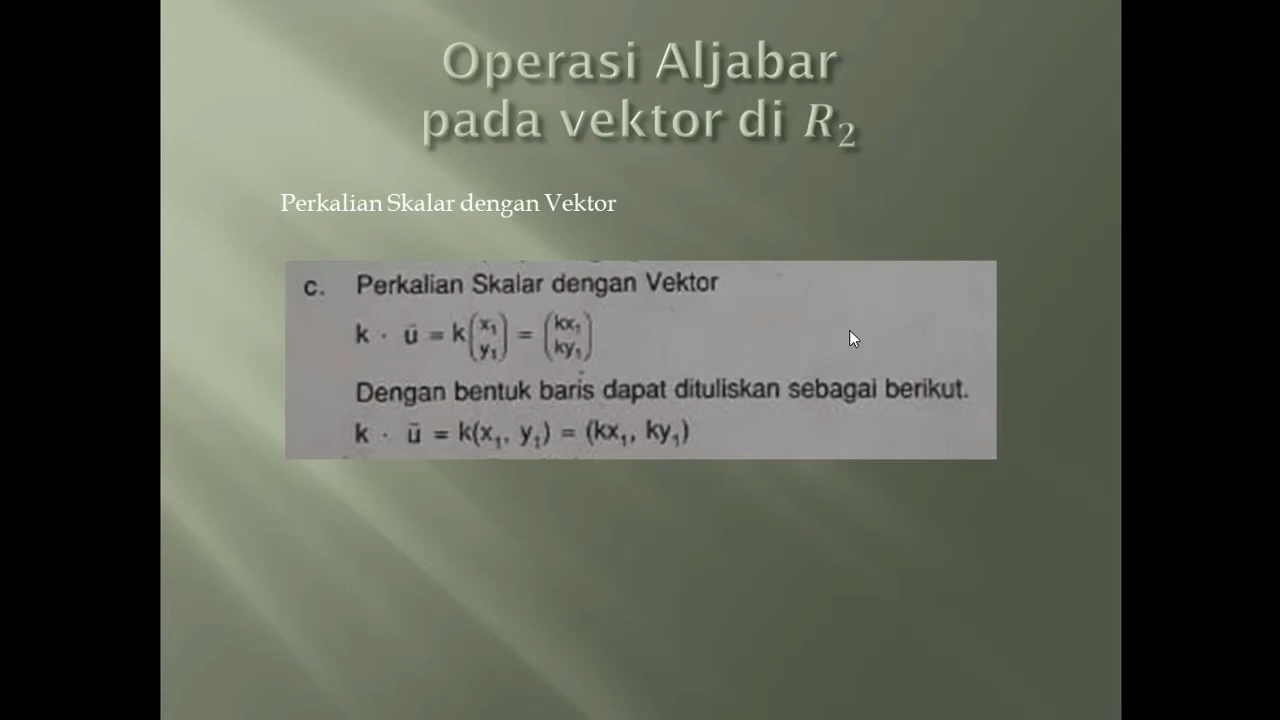 Operasi Aljabar
pada vektor di R₂
Perkalian Skalar dengan Vektor
c. Perkalian Skalar dengan Vektor
k · ū = k(x₁ y₁) = (kx₁ ky₁)
Dengan bentuk baris dapat dituliskan sebagai berikut.
k · ū = k(x₁, y₁) = (kx₁, ky₁)